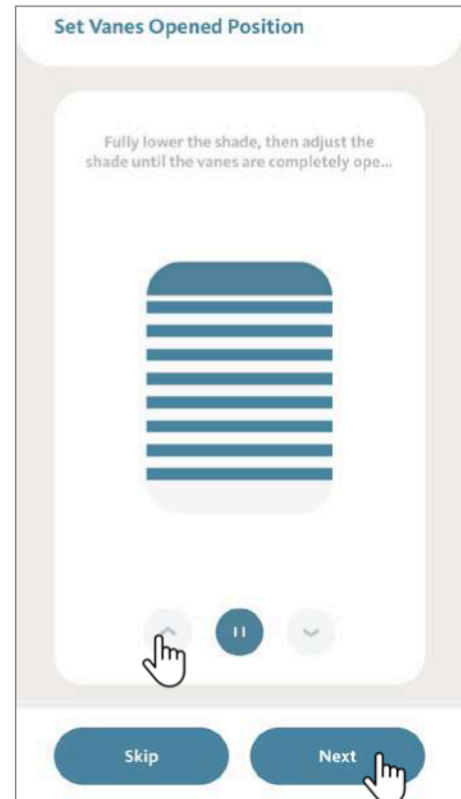 Set Vanes Opened Position
Fully lower the shade, then adjust the
shade until the vanes are completely ope...
Skip
Next